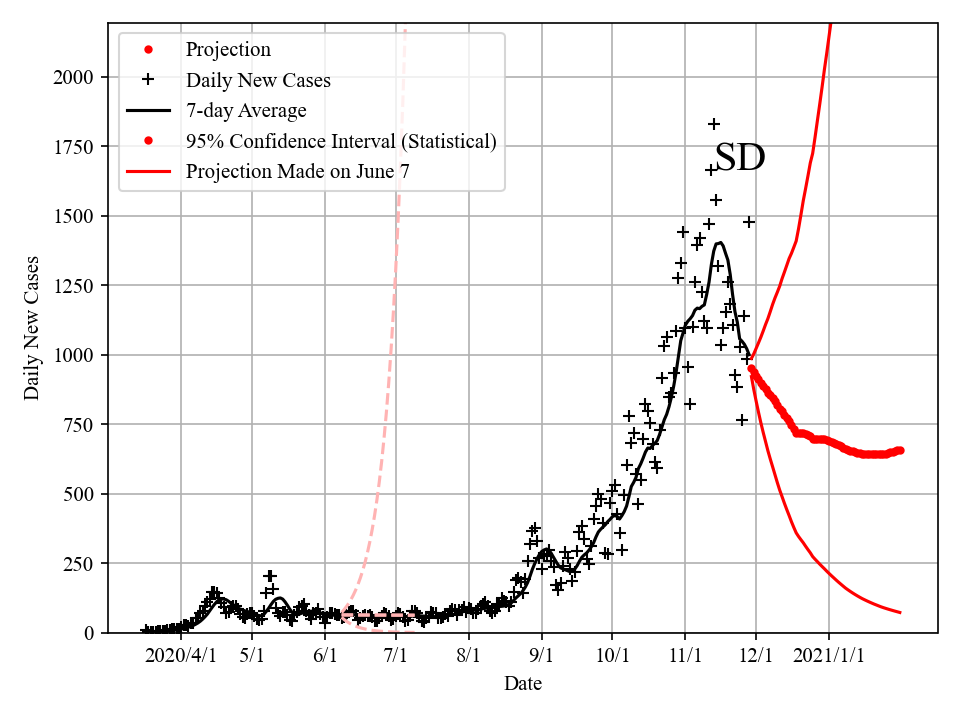 Projection
Daily New Cases
7-day Average
95% Confidence Interval (Statistical)
Projection Made on June 7
SD
2000
1750
1500
1250
1000
750
500
250
0
Daily New Cases
2020/4/1 5/1 6/1 7/1 8/1 9/1 10/1 11/1 12/1 2021/1/1
Date